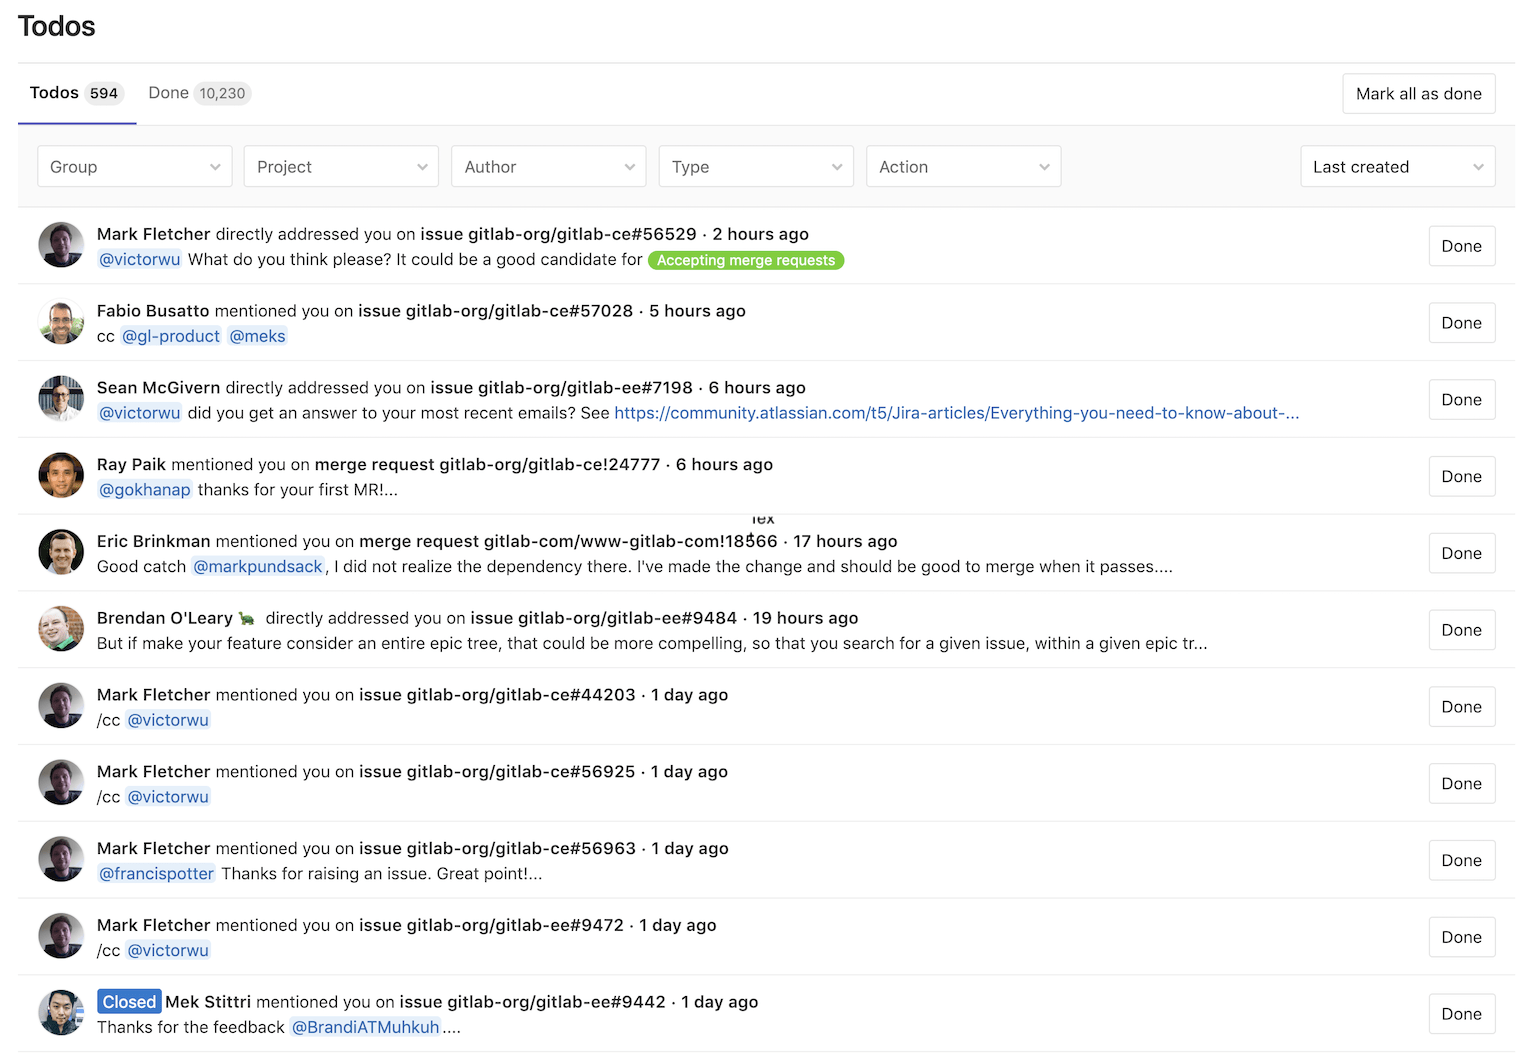 Todos
Todos 594 Done 10,230 Mark all as done
Group Project Author Type Action Last created
Mark Fletcher directly addressed you on issue gitlab-org/gitlab-ce#56529 · 2 hours ago
@victorwu What do you think please? It could be a good candidate for Accepting merge requests
Done
Fabio Busatto mentioned you on issue gitlab-org/gitlab-ce#57028 · 5 hours ago
cc @gl-product @meks
Done
Sean McGivern directly addressed you on issue gitlab-org/gitlab-ee#7198 · 6 hours ago
@victorwu did you get an answer to your most recent emails? See https://community.atlassian.com/t5/Jira-articles/Everything-you-need-to-know-about-...
Done
Ray Paik mentioned you on merge request gitlab-org/gitlab-ce!24777 · 6 hours ago
@gokhanap thanks for your first MR!...
Done
Eric Brinkman mentioned you on merge request gitlab-com/www-gitlab-com!18566 · 17 hours ago
Good catch @markpundsack, I did not realize the dependency there. I've made the change and should be good to merge when it passes....
Done
Brendan O'Leary 🐢 directly addressed you on issue gitlab-org/gitlab-ee#9484 · 19 hours ago
But if make your feature consider an entire epic tree, that could be more compelling, so that you search for a given issue, within a given epic tr...
Done
Mark Fletcher mentioned you on issue gitlab-org/gitlab-ce#44203 · 1 day ago
/cc @victorwu
Done
Mark Fletcher mentioned you on issue gitlab-org/gitlab-ce#56925 · 1 day ago
/cc @victorwu
Done
Mark Fletcher mentioned you on issue gitlab-org/gitlab-ce#56963 · 1 day ago
@francispotter Thanks for raising an issue. Great point!...
Done
Mark Fletcher mentioned you on issue gitlab-org/gitlab-ee#9472 · 1 day ago
/cc @victorwu
Done
Closed Mek Stittri mentioned you on issue gitlab-org/gitlab-ee#9442 · 1 day ago
Thanks for the feedback @BrandiATMuhkuh....
Done